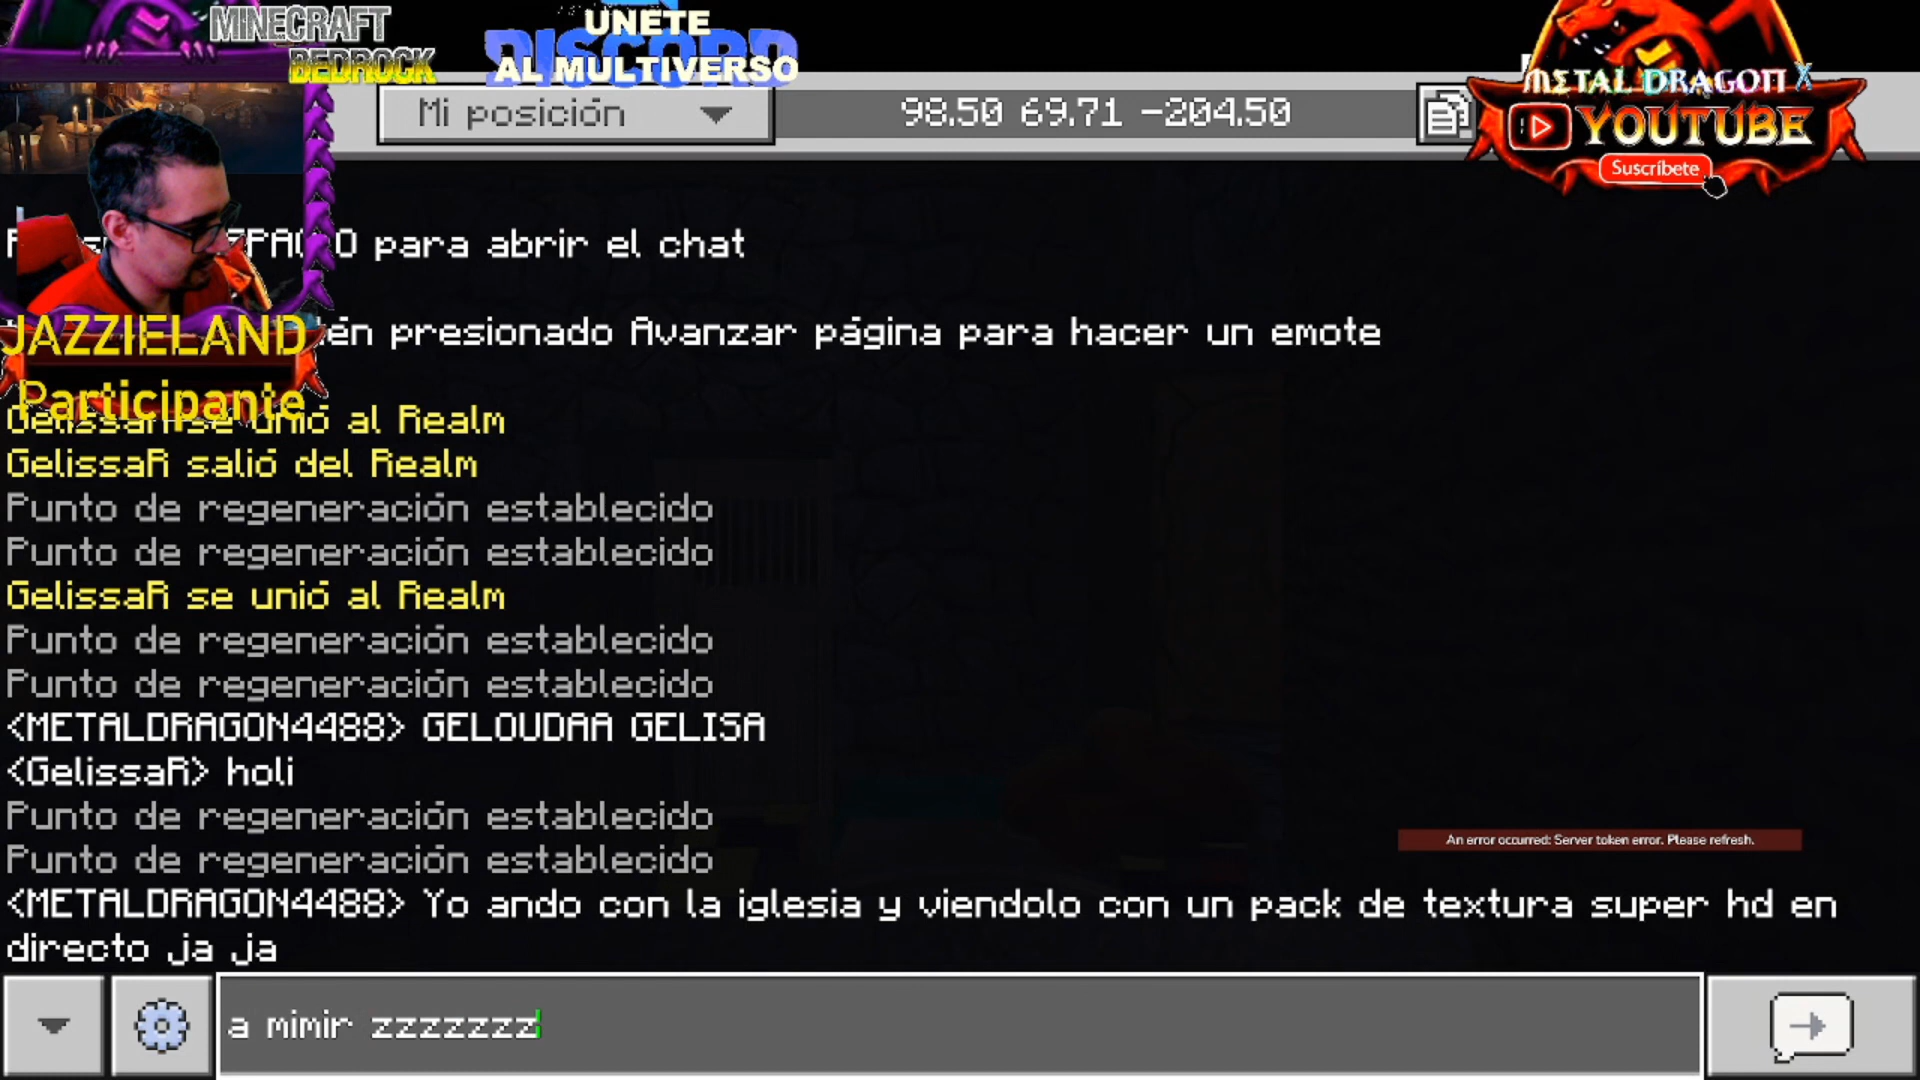 MINECRAFT
BEDROCK
UNETE
DISCORD
AL MULTIVERSO
Mi posición
98.50 69.71 -204.50
METAL DRAGON X
YOUTUBE
Suscríbete
para abrir el chat
presionado Avanzar página para hacer un emote
JAZZIELAND
Participante
GelissaR se unió al Realm
GelissaR salió del Realm
Punto de regeneración establecido
Punto de regeneración establecido
GelissaR se unió al Realm
Punto de regeneración establecido
Punto de regeneración establecido
<METALDRAGON4488> GELOUDAA GELISA
<GelissaR> holi
Punto de regeneración establecido
Punto de regeneración establecido
An error occurred: Server token error. Please refresh.
<METALDRAGON4488> Yo ando con la iglesia y viendolo con un pack de textura super hd en
directo ja ja
a mimir zzzzzzz